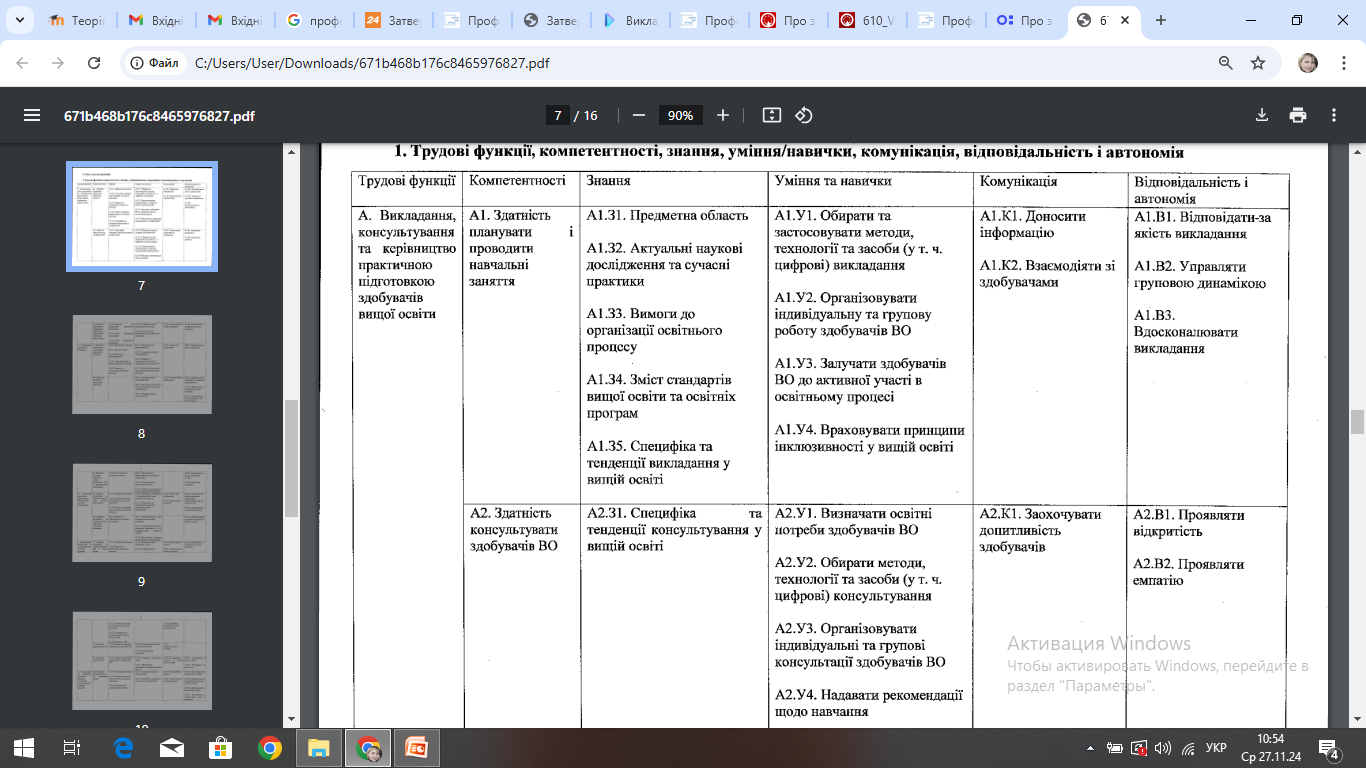 Теорія
Вхідні
Вхідні
профе
Затвер
Профе
Затвер
Викла
Профе
Про з
610_V
Профе
Про з
67
Файл
C:/Users/User/Downloads/671b468b176c8465976827.pdf
671b468b176c8465976827.pdf
7 / 16
90%
7
8
9
1. Трудові функції, компетентності, знання, уміння/навички, комунікація, відповідальність і автономія
Трудові функції
Компетентності
Знання
Уміння та навички
Комунікація
Відповідальність і
автономія
А. Викладання,
консультування
та керівництво
практичною
підготовкою
здобувачів
вищої освіти
А1. Здатність
планувати і
проводити
навчальні
заняття
А1.З1. Предметна область
А1.З2. Актуальні наукові
дослідження та сучасні
практики
А1.З3. Вимоги до
організації освітнього
процесу
А1.З4. Зміст стандартів
вищої освіти та освітніх
програм
А1.З5. Специфіка та
тенденції викладання у
вищій освіті
А1.У1. Обирати та
застосовувати методи,
технології та засоби (у т. ч.
цифрові) викладання
А1.У2. Організовувати
індивідуальну та групову
роботу здобувачів ВО
А1.У3. Залучати здобувачів
ВО до активної участі в
освітньому процесі
А1.У4. Враховувати принципи
інклюзивності у вищій освіті
А1.К1. Доносити
інформацію
А1.К2. Взаємодіяти зі
здобувачами
А1.В1. Відповідати за
якість викладання
А1.В2. Управляти
груповою динамікою
А1.В3.
Вдосконалювати
викладання
А2. Здатність
консультувати
здобувачів ВО
А2.З1. Специфіка та
тенденції консультування у
вищій освіті
А2.У1. Визначати освітні
потреби здобувачів ВО
А2.У2. Обирати методи,
технології та засоби (у т. ч.
цифрові) консультування
А2.У3. Організовувати
індивідуальні та групові
консультації здобувачів ВО
А2.У4. Надавати рекомендації
щодо навчання
А2.К1. Заохочувати
допитливість
здобувачів
А2.В1. Проявляти
відкритість
А2.В2. Проявляти
емпатію
Активация Windows
Чтобы активировать Windows, перейдите в
раздел "Параметры".
УКР
10:54
Ср 27.11.24
4